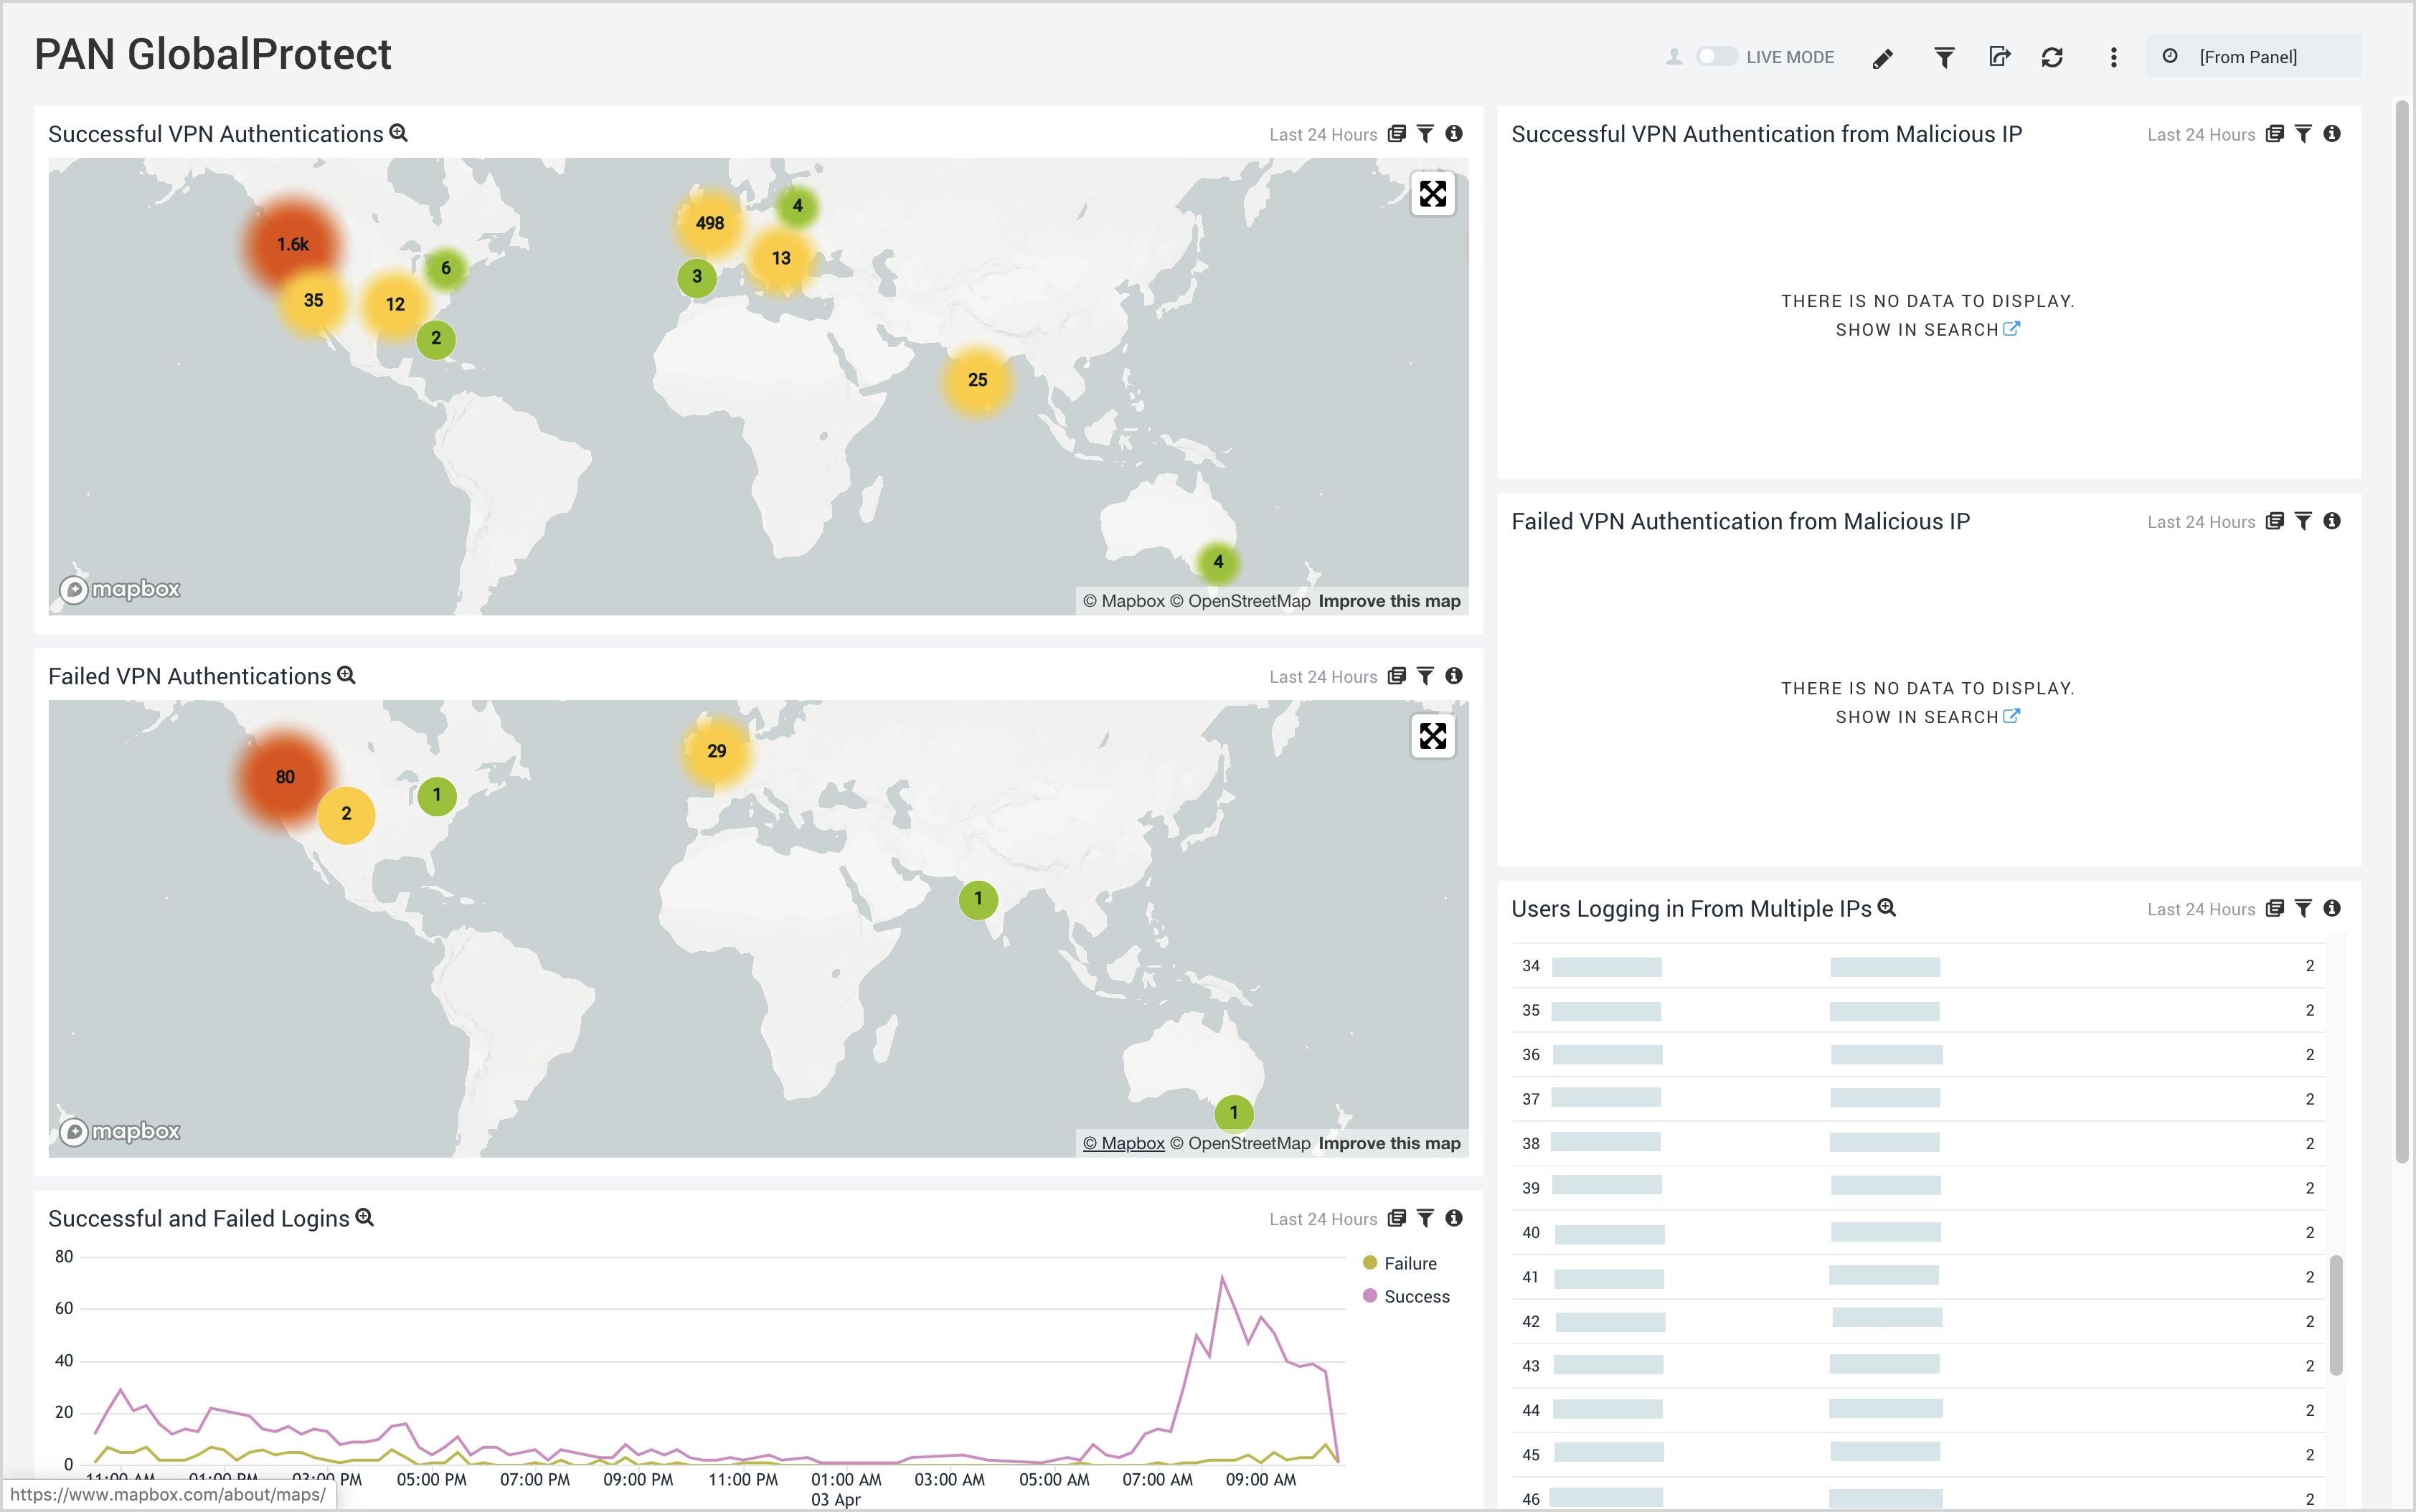 PAN GlobalProtect
LIVE MODE
[From Panel]
Successful VPN Authentications
Last 24 Hours
1.6k
35
12
6
2
498
3
4
13
25
4
mapbox
© Mapbox © OpenStreetMap Improve this map
Failed VPN Authentications
Last 24 Hours
80
2
1
29
1
1
mapbox
© Mapbox © OpenStreetMap Improve this map
Successful and Failed Logins
Last 24 Hours
80
60
40
20
0
Failure
Success
11:00 AM 01:00 PM 03:00 PM 05:00 PM 07:00 PM 09:00 PM 11:00 PM 01:00 AM 03:00 AM 05:00 AM 07:00 AM 09:00 AM
03 Apr
https://www.mapbox.com/about/maps/
Successful VPN Authentication from Malicious IP
Last 24 Hours
THERE IS NO DATA TO DISPLAY.
SHOW IN SEARCH
Failed VPN Authentication from Malicious IP
Last 24 Hours
THERE IS NO DATA TO DISPLAY.
SHOW IN SEARCH
Users Logging in From Multiple IPs
Last 24 Hours
34 2
35 2
36 2
37 2
38 2
39 2
40 2
41 2
42 2
43 2
44 2
45 2
46 2